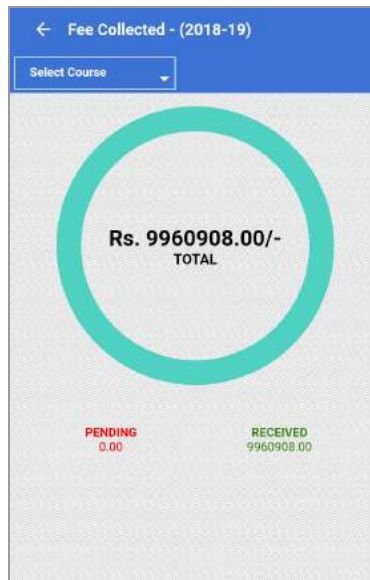 Fee Collected - (2018-19)
Select Course
Rs. 9960908.00/-
TOTAL
PENDING
0.00
RECEIVED
9960908.00